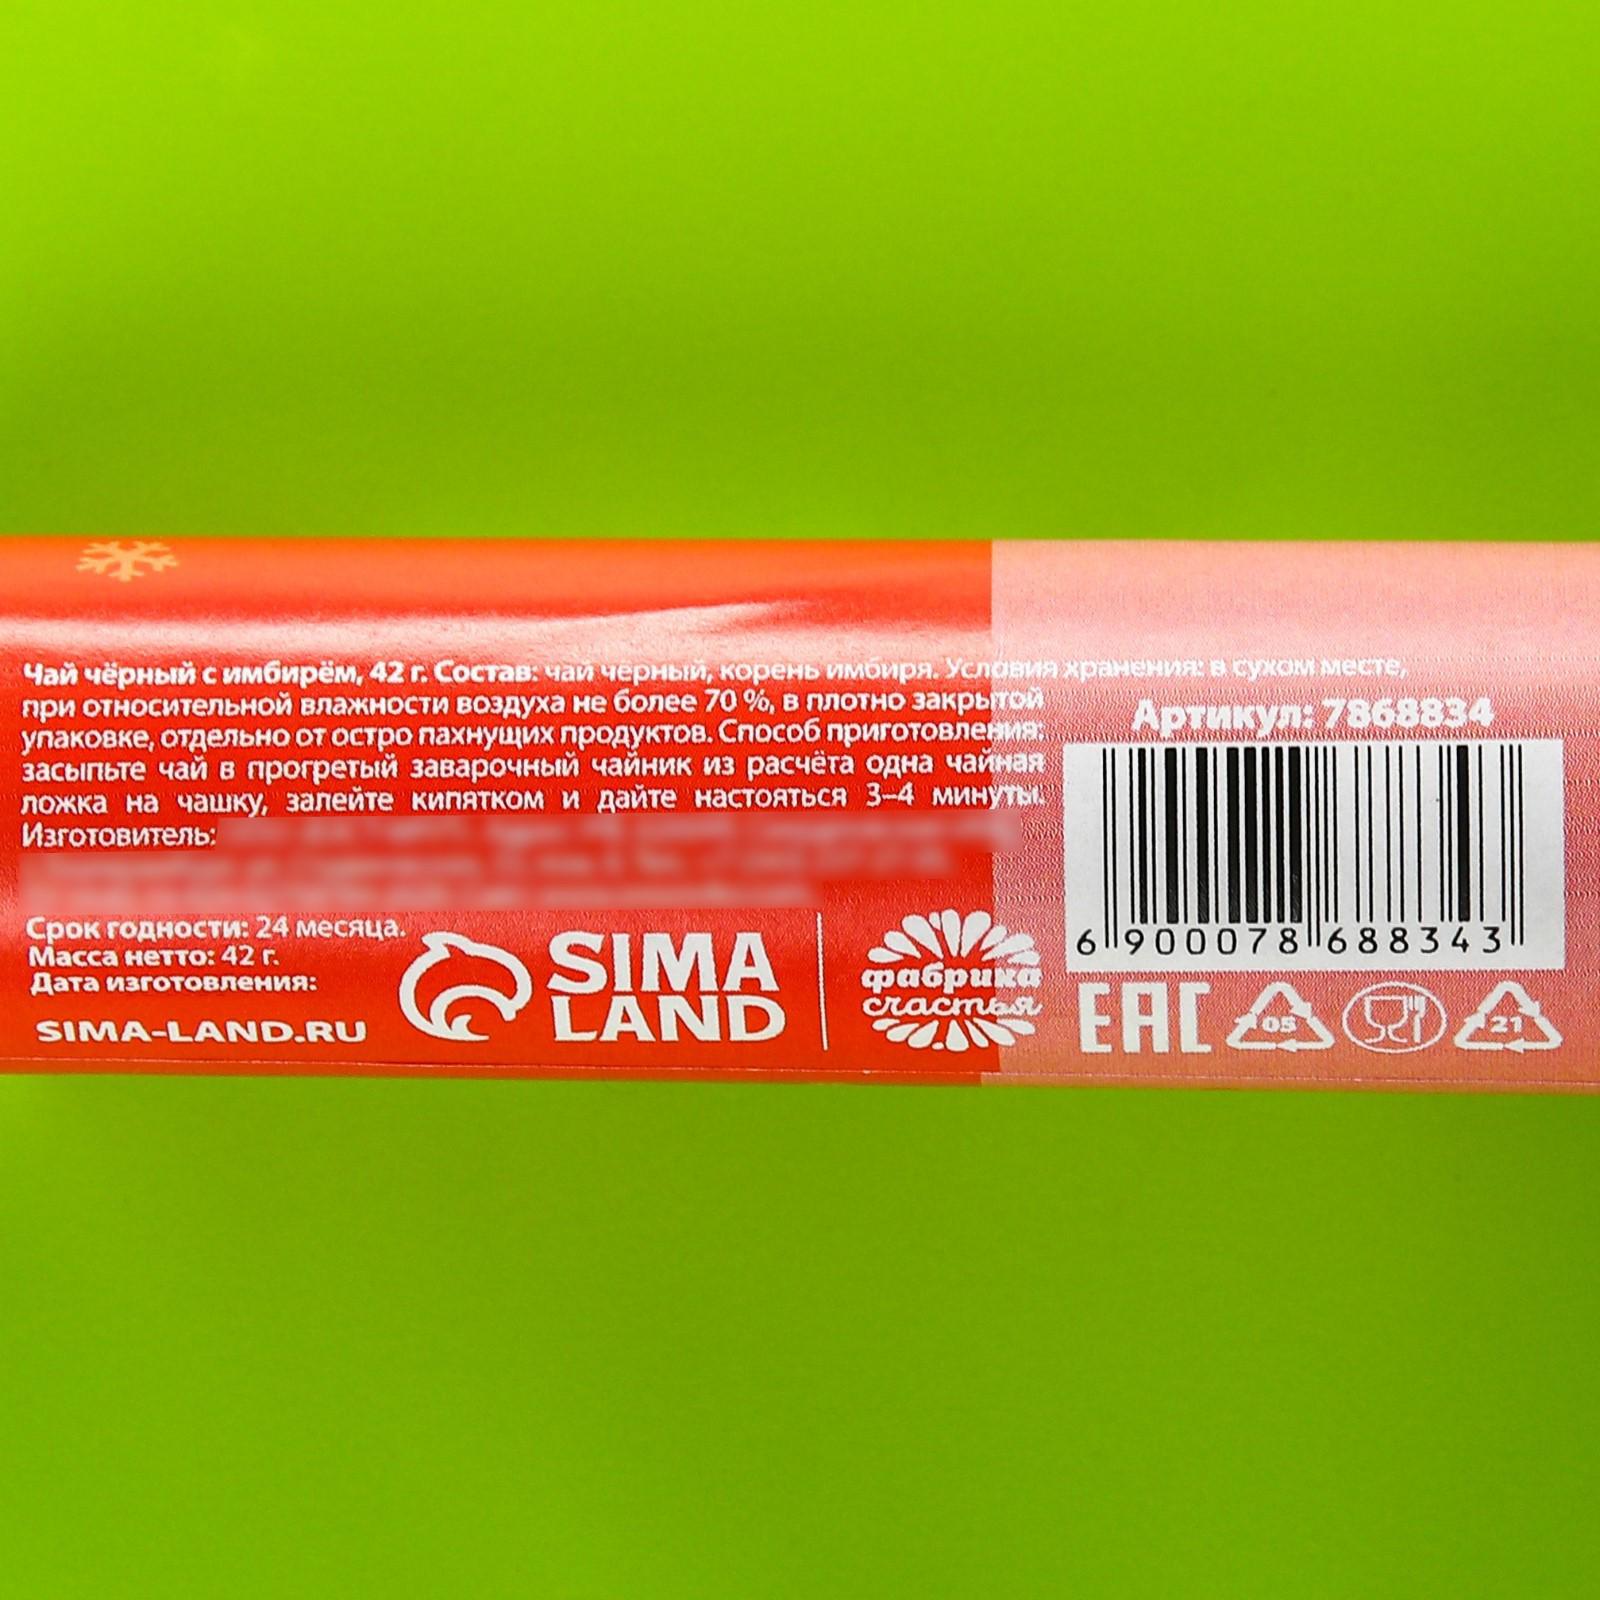 Чай чёрный с имбирём, 42 г. Состав: чай чёрный, корень имбиря. Условия хранения: в сухом месте,
при относительной влажности воздуха не более 70 %, в плотно закрытой
упаковке, отдельно от остро пахнущих продуктов. Способ приготовления:
засыпьте чай в прогретый заварочный чайник из расчёта одна чайная
ложка на чашку, залейте кипятком и дайте настояться 3–4 минуты.
Изготовитель:
Срок годности: 24 месяца.
Масса нетто: 42 г.
Дата изготовления:
SIMA-LAND.RU
SIMA
LAND
фабрика
счастья
Артикул: 7868834
6 900078 688343
EAC
05
21